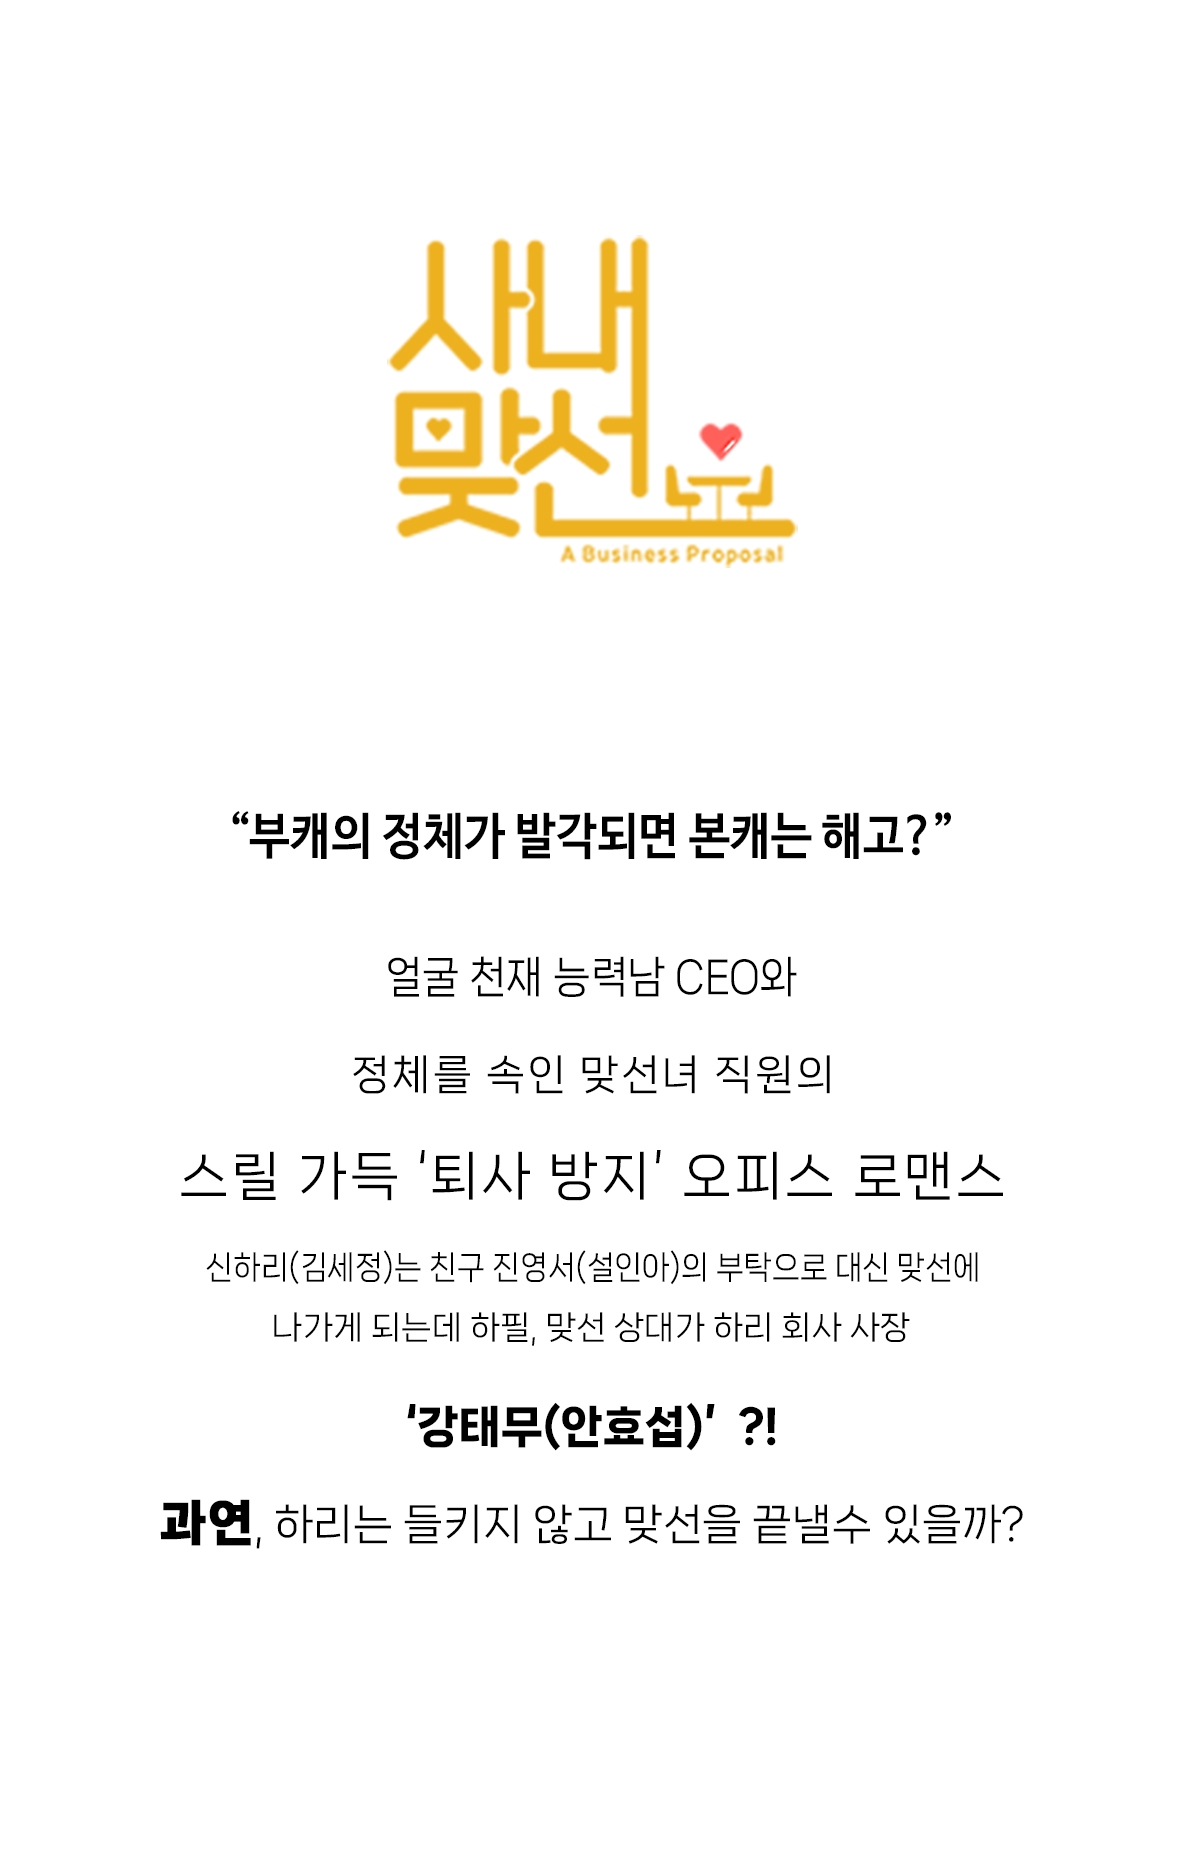 사내
맞선
A Business Proposal
“부캐의 정체가 발각되면 본캐는 해고?”
얼굴 천재 능력남 CEO와
정체를 속인 맞선녀 직원의
스릴 가득 ‘퇴사 방지’ 오피스 로맨스
신하리(김세정)는 친구 진영서(설인아)의 부탁으로 대신 맞선에
나가게 되는데 하필, 맞선 상대가 하리 회사 사장
‘강태무(안효섭)’ ?!
과연, 하리는 들키지 않고 맞선을 끝낼수 있을까?